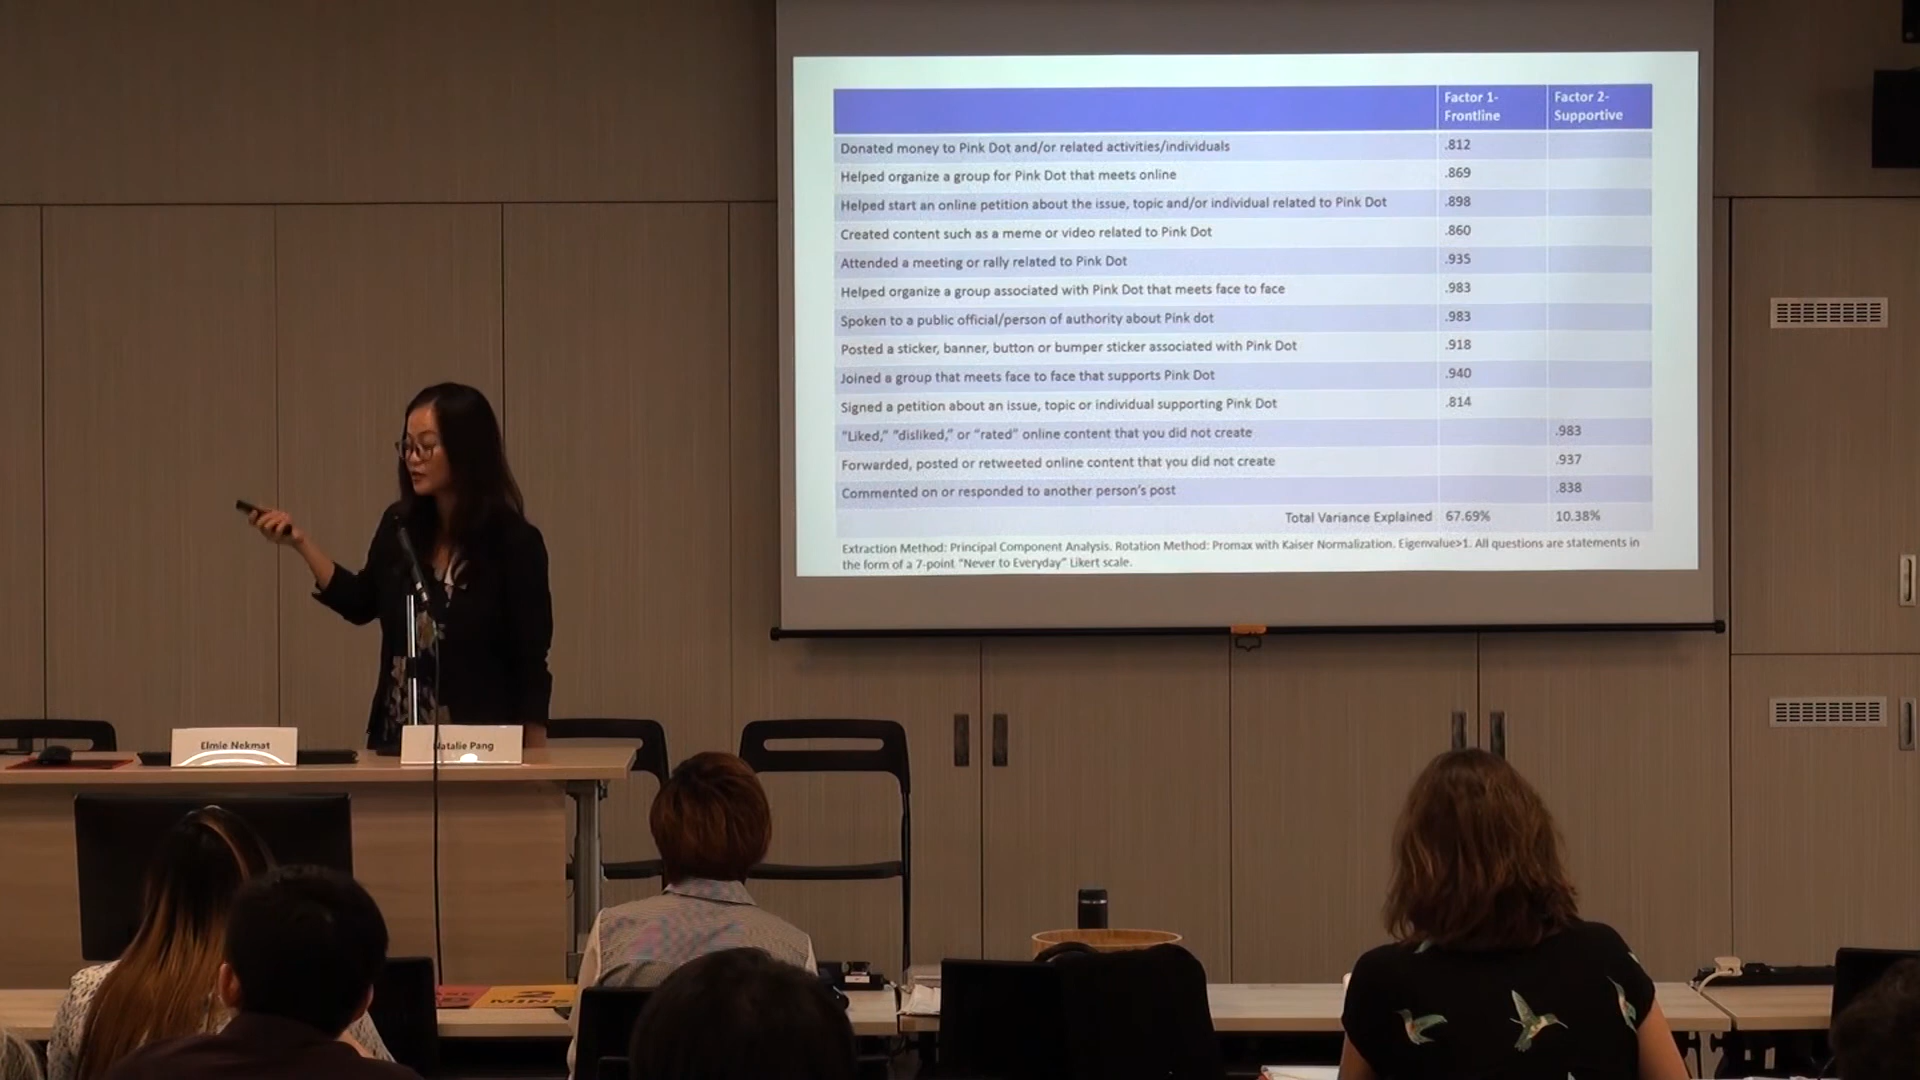 Factor 1-
Frontline
Factor 2-
Supportive
Donated money to Pink Dot and/or related activities/individuals .812
Helped organize a group for Pink Dot that meets online .869
Helped start an online petition about the issue, topic and/or individual related to Pink Dot .898
Created content such as a meme or video related to Pink Dot .860
Attended a meeting or rally related to Pink Dot .935
Helped organize a group associated with Pink Dot that meets face to face .983
Spoken to a public official/person of authority about Pink dot .983
Posted a sticker, banner, button or bumper sticker associated with Pink Dot .918
Joined a group that meets face to face that supports Pink Dot .940
Signed a petition about an issue, topic or individual supporting Pink Dot .814
"Liked," "disliked," or "rated" online content that you did not create .983
Forwarded, posted or retweeted online content that you did not create .937
Commented on or responded to another person's post .838
Total Variance Explained 67.69% 10.38%
Extraction Method: Principal Component Analysis. Rotation Method: Promax with Kaiser Normalization. Eigenvalue>1. All questions are statements in
the form of a 7-point "Never to Everyday" Likert scale.
Elmie Nekmat
Natalie Pang
2
MINS